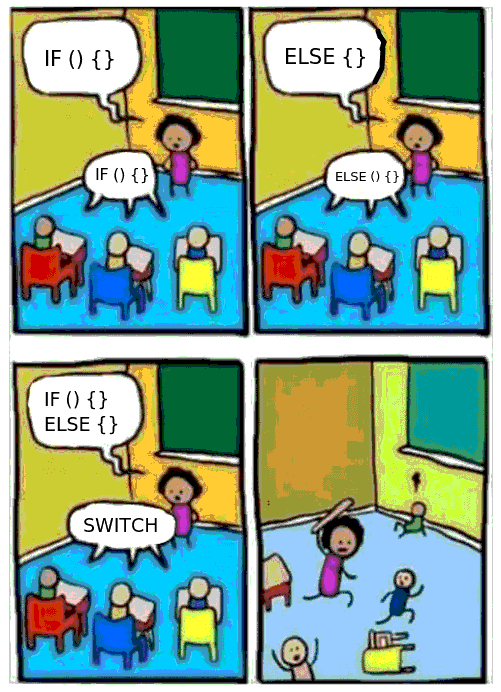 IF () {}
IF () {}
ELSE {}
ELSE () {}
IF () {}
ELSE {}
SWITCH